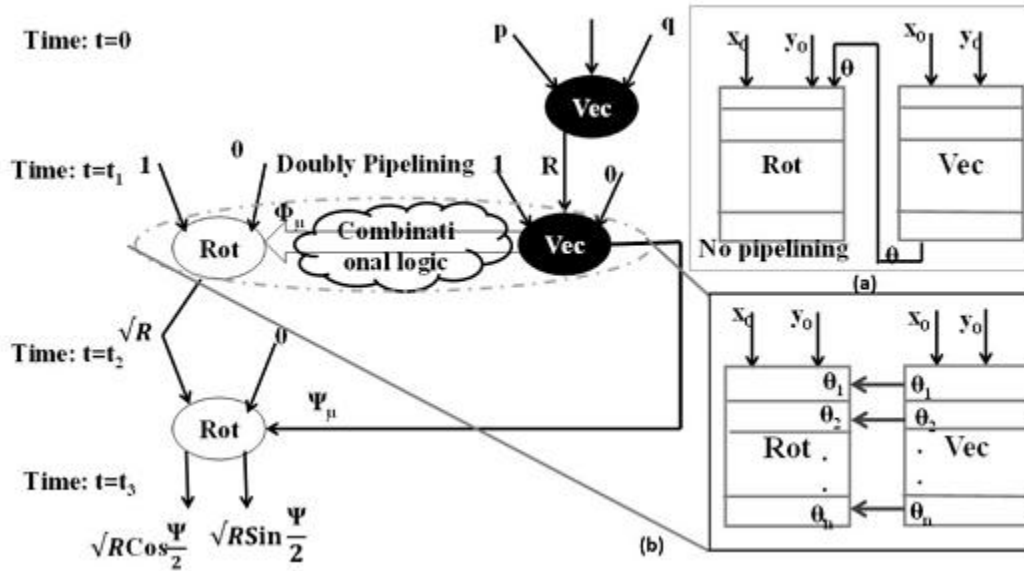 Time: t=0
p
q
Vec
Time: t=t₁
1
0
Doubly Pipelining
1
R
0
Φμ
Rot
Combinati
onal logic
Vec
√R
Time: t=t₂
0
Ψμ
Rot
Time: t=t₃
√RCos Ψ/2
√RSin Ψ/2
x₀
y₀
θ
x₀
y₀
Rot
Vec
No pipelining
θ
(a)
x₀
y₀
x₀
y₀
θ₁
θ₁
θ₂
θ₂
Rot
Vec
.
.
.
.
θₙ
θₙ
(b)